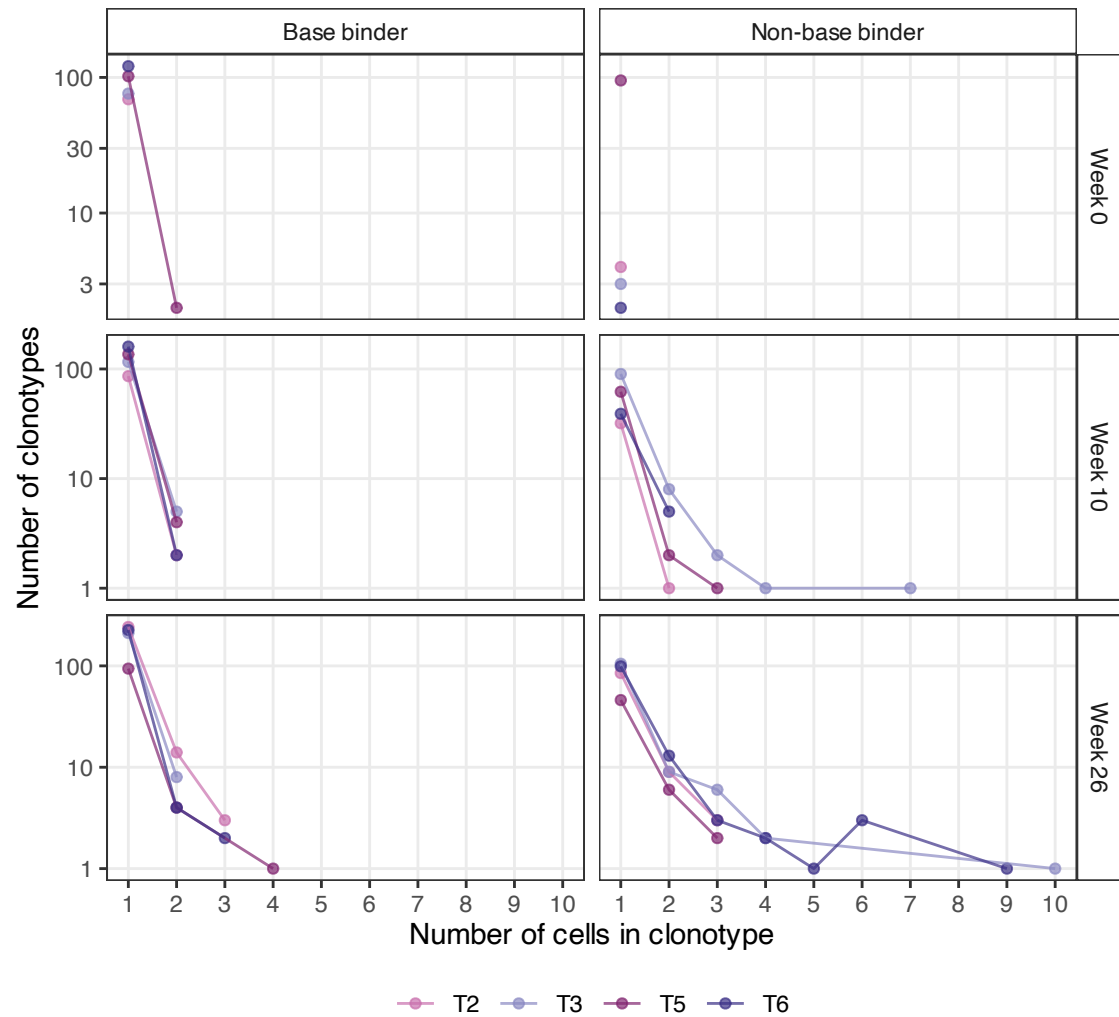 Base binder
Non-base binder
100
30
10
3
Week 0
100
10
1
Week 10
100
10
1
Week 26
1 2 3 4 5 6 7 8 9 10
1 2 3 4 5 6 7 8 9 10
Number of clonotypes
Number of cells in clonotype
T2 T3 T5 T6